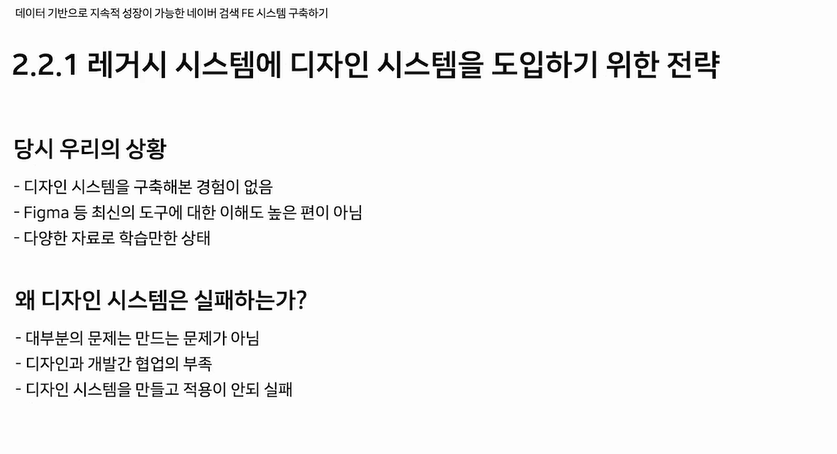 데이터 기반으로 지속적 성장이 가능한 네이버 검색 FE 시스템 구축하기
2.2.1 레거시 시스템에 디자인 시스템을 도입하기 위한 전략
당시 우리의 상황
- 디자인 시스템을 구축해본 경험이 없음
- Figma 등 최신의 도구에 대한 이해도 높은 편이 아님
- 다양한 자료로 학습만한 상태
왜 디자인 시스템은 실패하는가?
- 대부분의 문제는 만드는 문제가 아님
- 디자인과 개발간 협업의 부족
- 디자인 시스템을 만들고 적용이 안되 실패